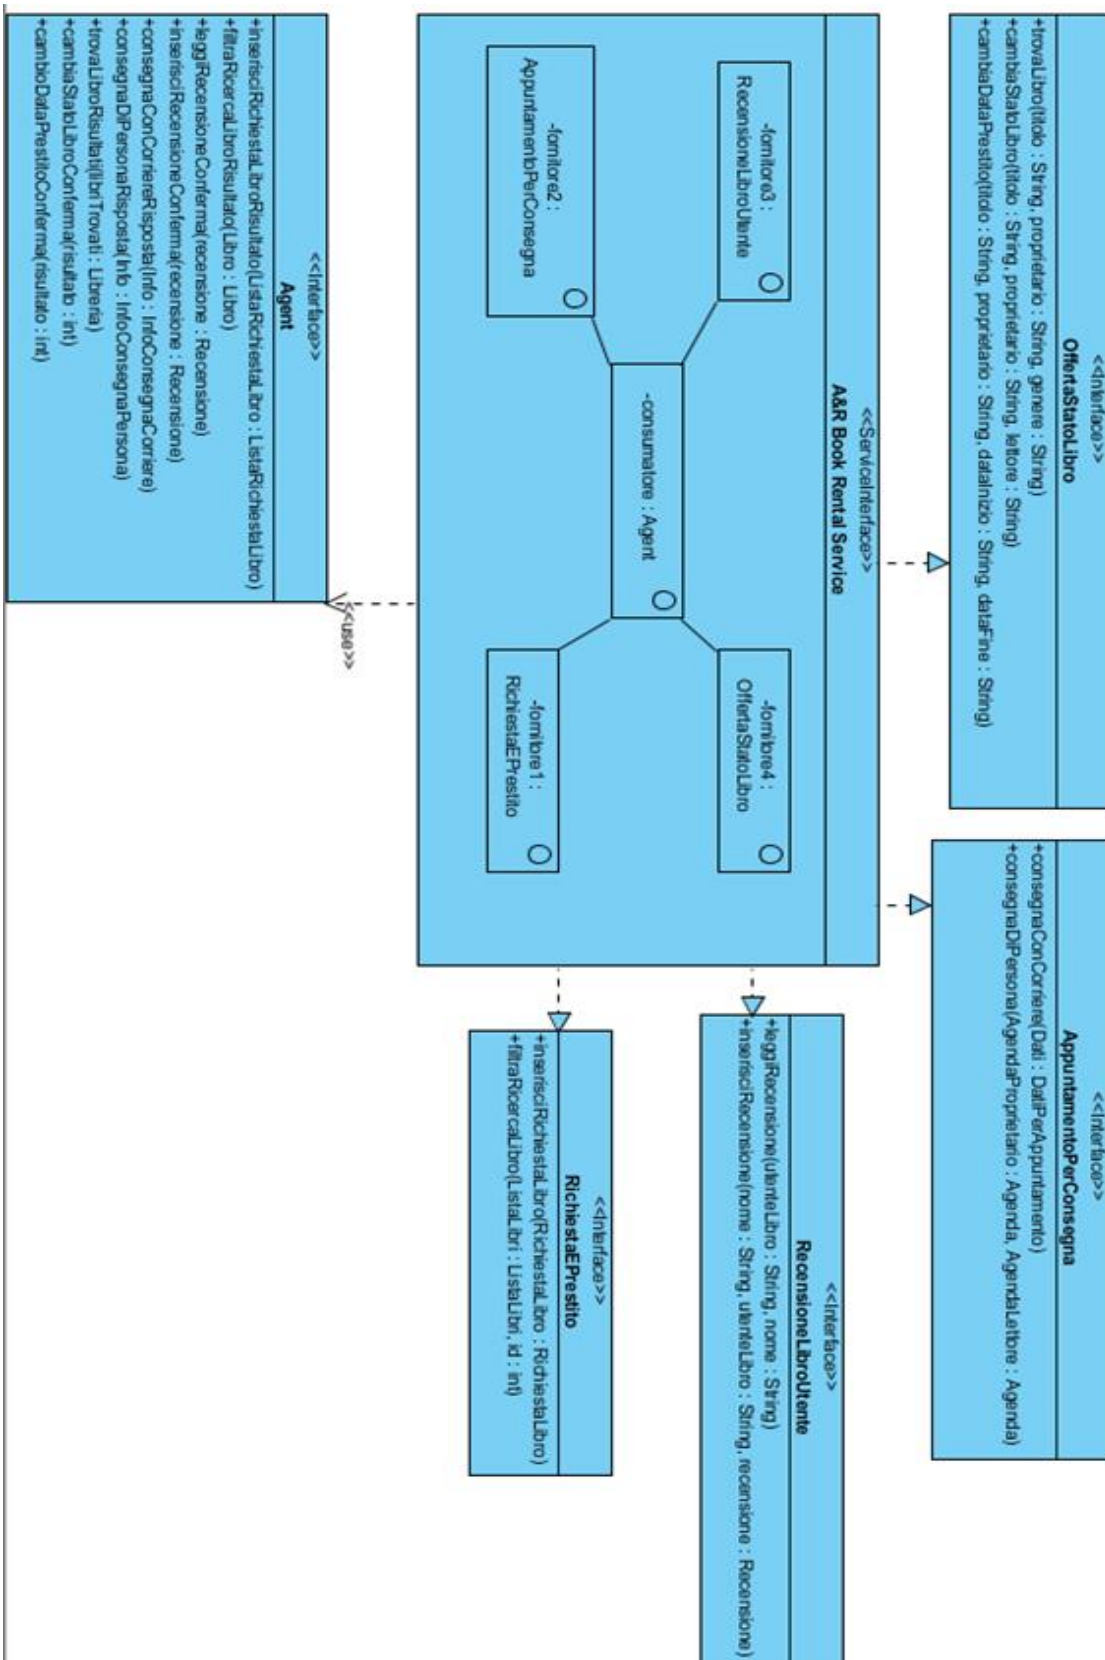 <<Interface>>
OffertaStatoLibro
+trovaLibro(titolo : String, proprietario : String, genere : String)
+cambiaStatoLibro(titolo : String, proprietario : String, lettore : String)
+cambiaDataPrestito(titolo : String, proprietario : String, dataInizio : String, dataFine : String)
<<Interface>>
AppuntamentoPerConsegna
+consegnaConCorriere(Dati : DatiPerAppuntamento)
+consegnaDiPersona(AgendaProprietario : Agenda, AgendaLettore : Agenda)
<<ServiceInterface>>
A&R Book Rental Service
-fornitore3 :
RecensioneLibroUtente
-fornitore4 :
OffertaStatoLibro
-consumatore : Agent
-fornitore2 :
AppuntamentoPerConsegna
-fornitore1 :
RichiestaEPrestito
<<Interface>>
RecensioneLibroUtente
+leggiRecensione(utenteLibro : String, nome : String)
+inserisciRecensione(nome : String, utenteLibro : String, recensione : Recensione)
<<Interface>>
RichiestaEPrestito
+inserisciRichiestaLibro(RichiestaLibro : RichiestaLibro)
+filtraRicercaLibro(ListaLibri : ListaLibri, id : int)
<<use>>
<<Interface>>
Agent
+inserisciRichiestaLibroRisultato(ListaRichiestaLibro : ListaRichiestaLibro)
+filtraRicercaLibroRisultato(Libro : Libro)
+leggiRecensioneConferma(recensione : Recensione)
+inserisciRecensioneConferma(recensione : Recensione)
+consegnaConCorriereRisposta(Info : InfoConsegnaCorriere)
+consegnaDiPersonaRisposta(Info : InfoConsegnaPersona)
+trovaLibroRisultati(libriTrovati : Libreria)
+cambiaStatoLibroConferma(risultato : int)
+cambioDataPrestitoConferma(risultato : int)